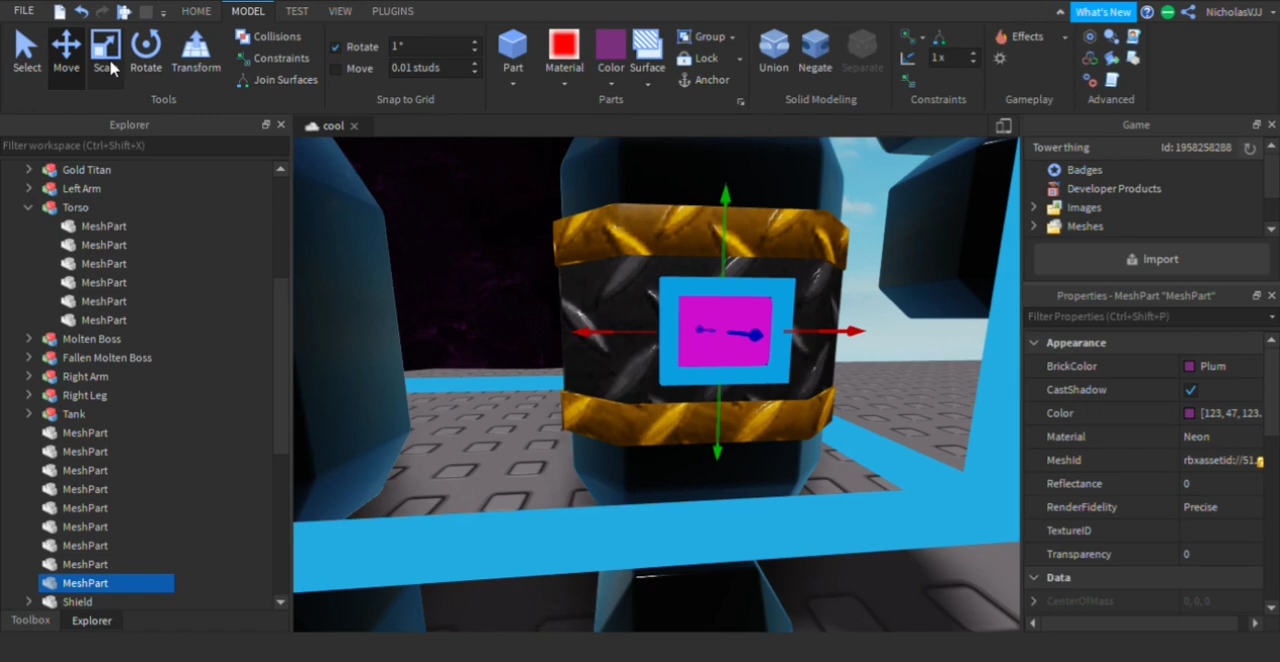 FILE HOME MODEL TEST VIEW PLUGINS What's New NicholasVJJ
Select Move Scale Rotate Transform
Collisions
Constraints
Join Surfaces
Tools
Rotate 1°
Move 0.01 studs
Snap to Grid
Part Material Color Surface
Group
Lock
Anchor
Parts
Union Negate Separate
Solid Modeling
1x
Constraints
Effects
Gameplay
Advanced
Explorer
Filter workspace (Ctrl+Shift+X)
Gold Titan
Left Arm
Torso
MeshPart
MeshPart
MeshPart
MeshPart
MeshPart
MeshPart
Molten Boss
Fallen Molten Boss
Right Arm
Right Leg
Tank
MeshPart
MeshPart
MeshPart
MeshPart
MeshPart
MeshPart
MeshPart
MeshPart
MeshPart
Shield
Toolbox Explorer
cool
Game
Tower thing Id: 1958258288
Badges
Developer Products
Images
Meshes
Import
Properties - MeshPart "MeshPart"
Filter Properties (Ctrl+Shift+P)
Appearance
BrickColor Plum
CastShadow
Color [123, 47, 123.
Material Neon
MeshId rbxassetid://51.
Reflectance 0
RenderFidelity Precise
TextureID
Transparency 0
Data
CenterOfMass 0, 0, 0